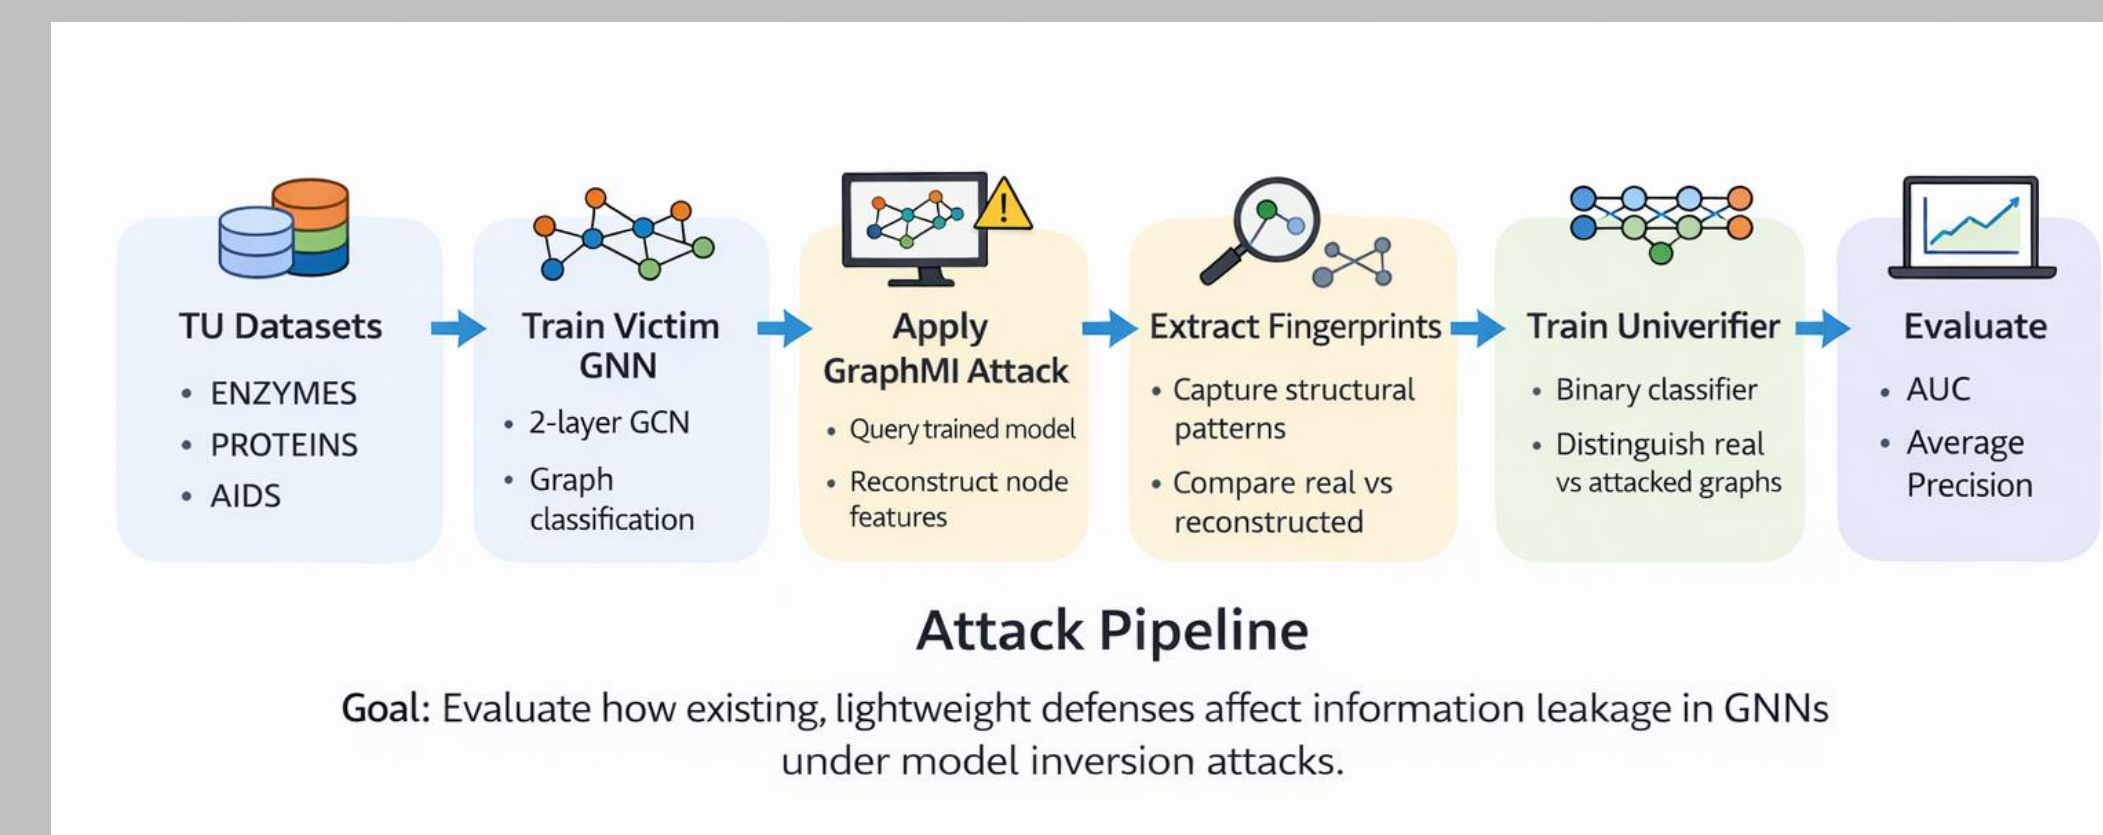 TU Datasets
• ENZYMES
• PROTEINS
• AIDS
Train Victim
GNN
• 2-layer GCN
• Graph
classification
!
Apply
GraphMI Attack
• Query trained model
• Reconstruct node
features
Extract Fingerprints
• Capture structural
patterns
• Compare real vs
reconstructed
Train Univerifier
• Binary classifier
• Distinguish real
vs attacked graphs
Evaluate
• AUC
• Average
Precision
Attack Pipeline
Goal: Evaluate how existing, lightweight defenses affect information leakage in GNNs
under model inversion attacks.